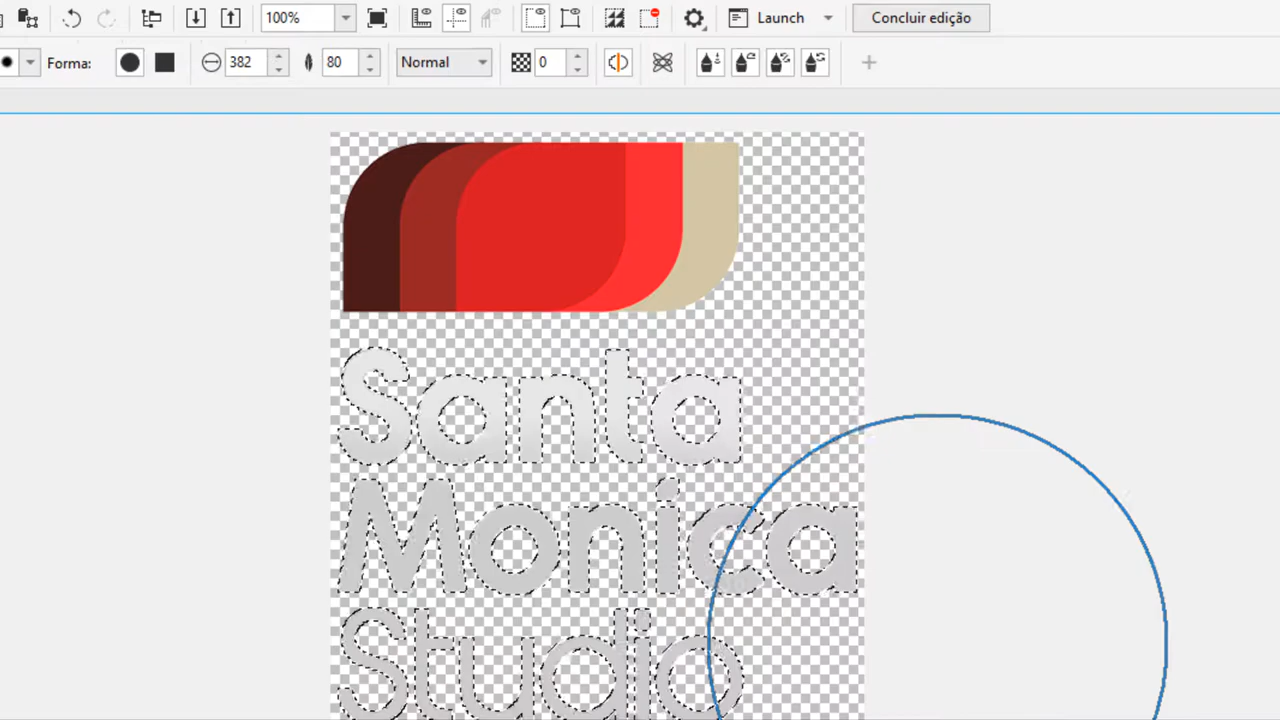 100%
Launch
Concluir edição
Forma:
382
80
Normal
0
Santa
Monica
Studio